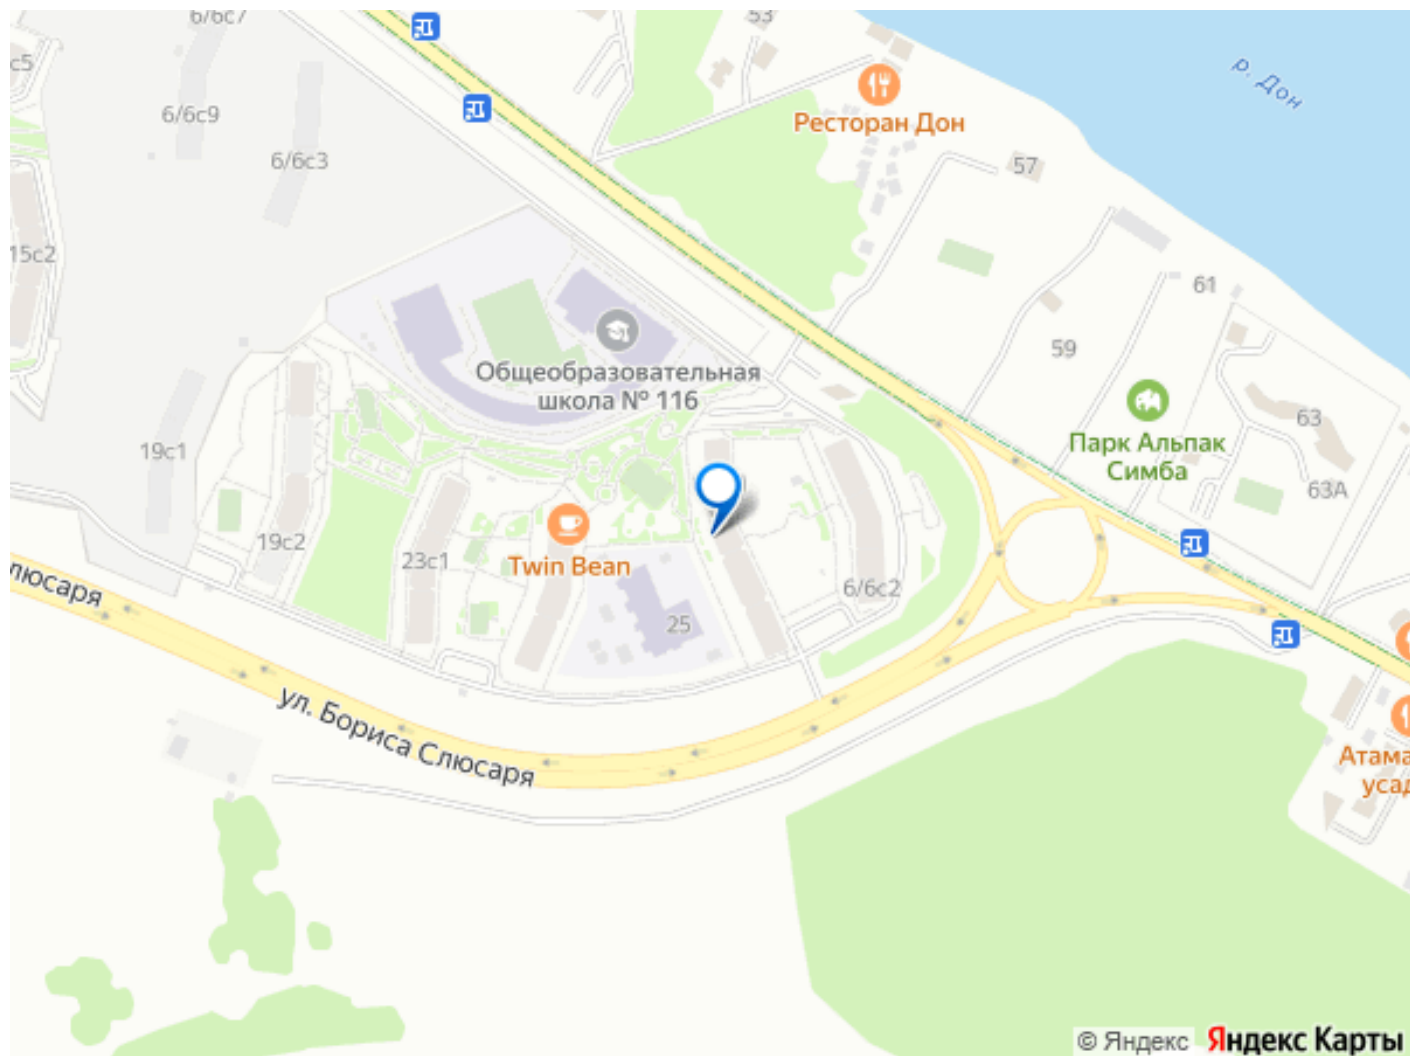 6/6с7
53
с5
р. Дон
6/6с9
Ресторан Дон
6/6с3
57
15с2
61
59
Общеобразовательная
школа № 116
63
19с1
Парк Альпак
Симба
63А
19с2
23с1
Twin Bean
6/6с2
люсаря
25
ул. Бориса Слюсаря
Атама
усад
© Яндекс Яндекс Карты